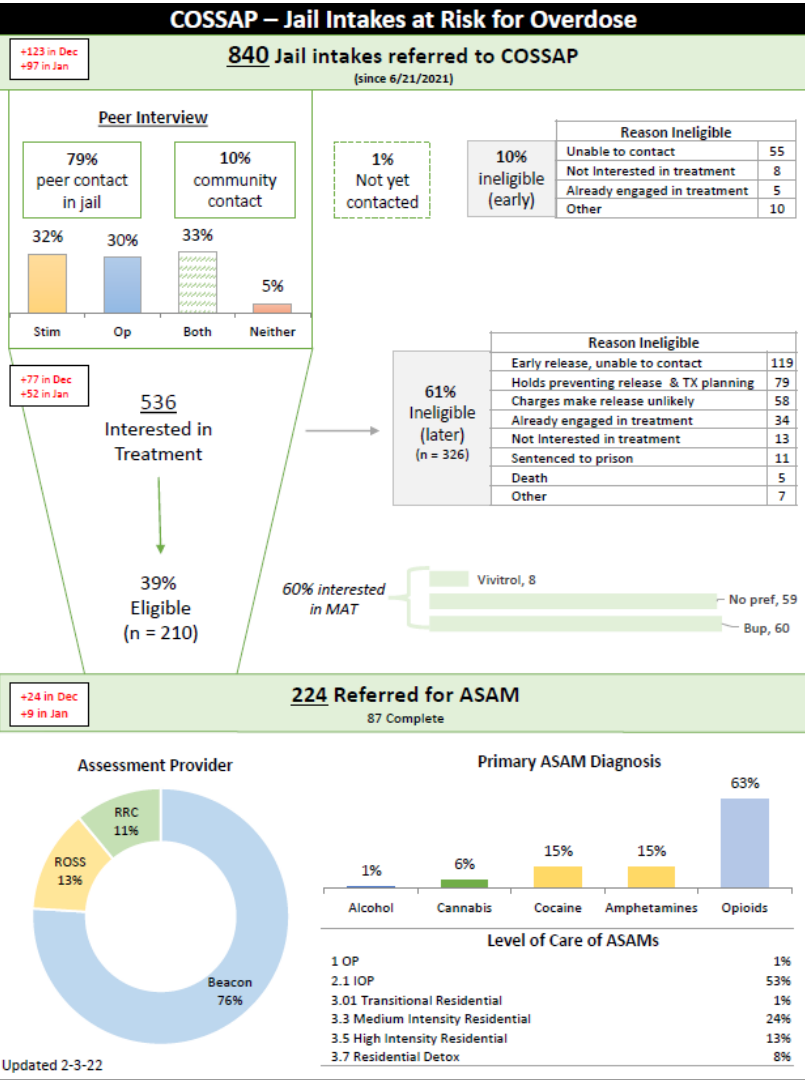 COSSAP – Jail Intakes at Risk for Overdose
+123 in Dec
+97 in Jan
840 Jail intakes referred to COSSAP
(since 6/21/2021)
Peer Interview
79%
peer contact
in jail
10%
community
contact
1%
Not yet
contacted
10%
ineligible
(early)
Reason Ineligible
Unable to contact 55
Not Interested in treatment 8
Already engaged in treatment 5
Other 10
32% 30% 33% 5%
Stim Op Both Neither
+77 in Dec
+52 in Jan
536
Interested in
Treatment
61%
Ineligible
(later)
(n = 326)
Reason Ineligible
Early release, unable to contact 119
Holds preventing release & TX planning 79
Charges make release unlikely 58
Already engaged in treatment 34
Not Interested in treatment 13
Sentenced to prison 11
Death 5
Other 7
39%
Eligible
(n = 210)
60% interested
in MAT
Vivitrol, 8
No pref, 59
Bup, 60
+24 in Dec
+9 in Jan
224 Referred for ASAM
87 Complete
Assessment Provider
RRC
11%
ROSS
13%
Beacon
76%
Primary ASAM Diagnosis
1% 6% 15% 15% 63%
Alcohol Cannabis Cocaine Amphetamines Opioids
Level of Care of ASAMs
1 OP 1%
2.1 IOP 53%
3.01 Transitional Residential 1%
3.3 Medium Intensity Residential 24%
3.5 High Intensity Residential 13%
3.7 Residential Detox 8%
Updated 2-3-22